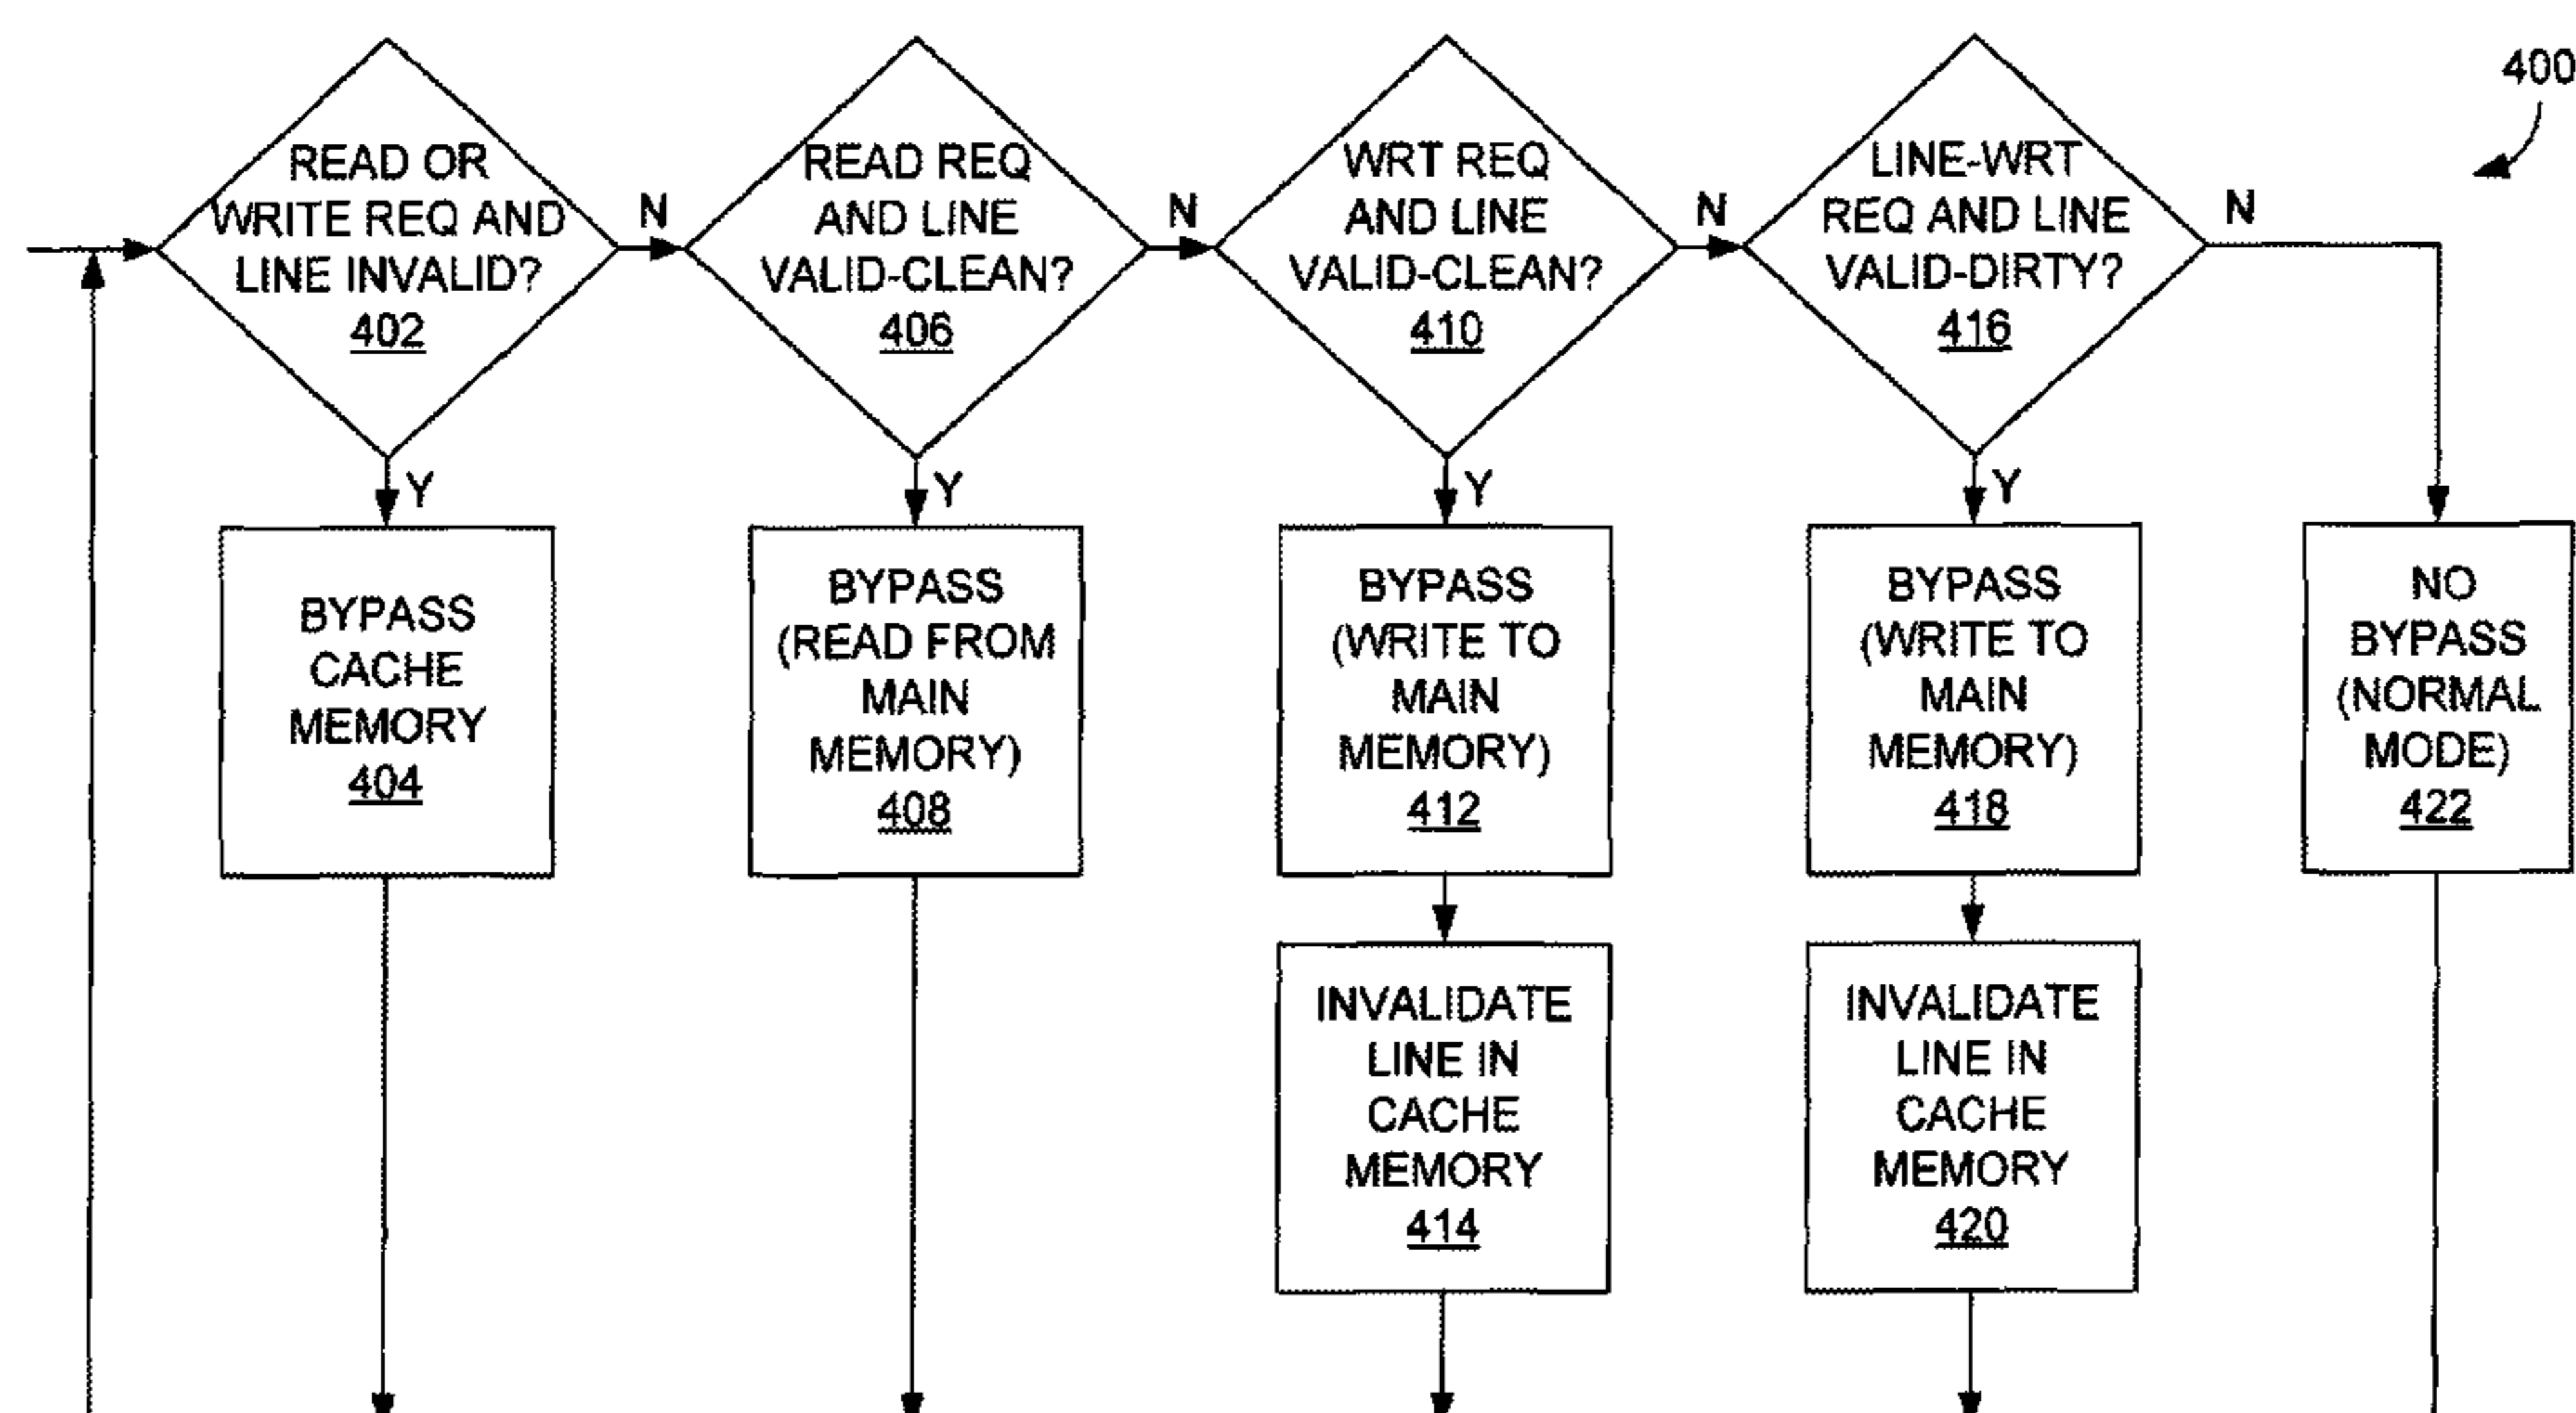 400
READ OR
WRITE REQ AND
LINE INVALID?
402
N
READ REQ
AND LINE
VALID-CLEAN?
406
N
WRT REQ
AND LINE
VALID-CLEAN?
410
N
LINE-WRT
REQ AND LINE
VALID-DIRTY?
416
N
Y
Y
Y
Y
BYPASS
CACHE
MEMORY
404
BYPASS
(READ FROM
MAIN
MEMORY)
408
BYPASS
(WRITE TO
MAIN
MEMORY)
412
BYPASS
(WRITE TO
MAIN
MEMORY)
418
NO
BYPASS
(NORMAL
MODE)
422
INVALIDATE
LINE IN
CACHE
MEMORY
414
INVALIDATE
LINE IN
CACHE
MEMORY
420